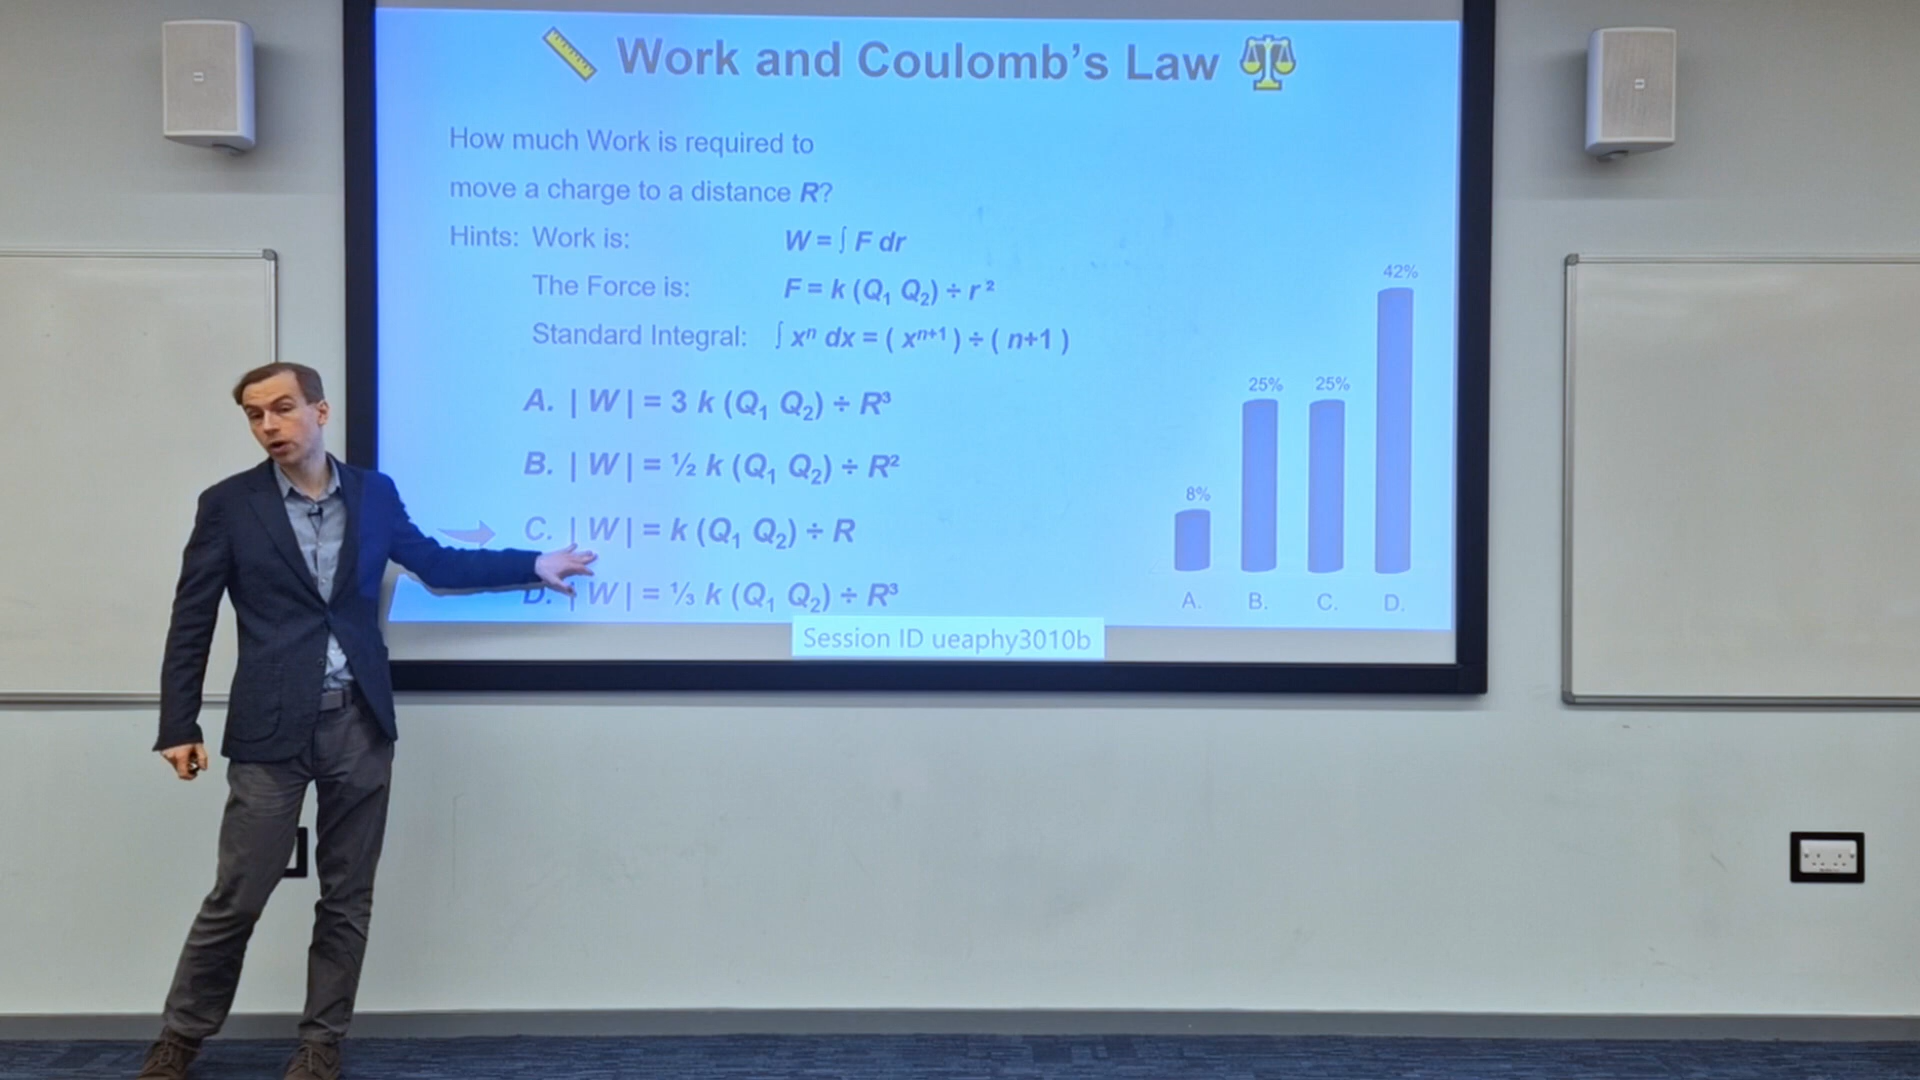 Work and Coulomb's Law
How much Work is required to
move a charge to a distance R?
Hints: Work is: W = ∫ F dr
The Force is: F = k (Q₁ Q₂) ÷ r ²
Standard Integral: ∫ xⁿ dx = ( xⁿ⁺¹ ) ÷ ( n+1 )
A. | W | = 3 k (Q₁ Q₂) ÷ R³
B. | W | = ½ k (Q₁ Q₂) ÷ R²
C. | W | = k (Q₁ Q₂) ÷ R
D. | W | = ⅓ k (Q₁ Q₂) ÷ R³
8% 25% 25% 42%
A. B. C. D.
Session ID ueaphy3010b